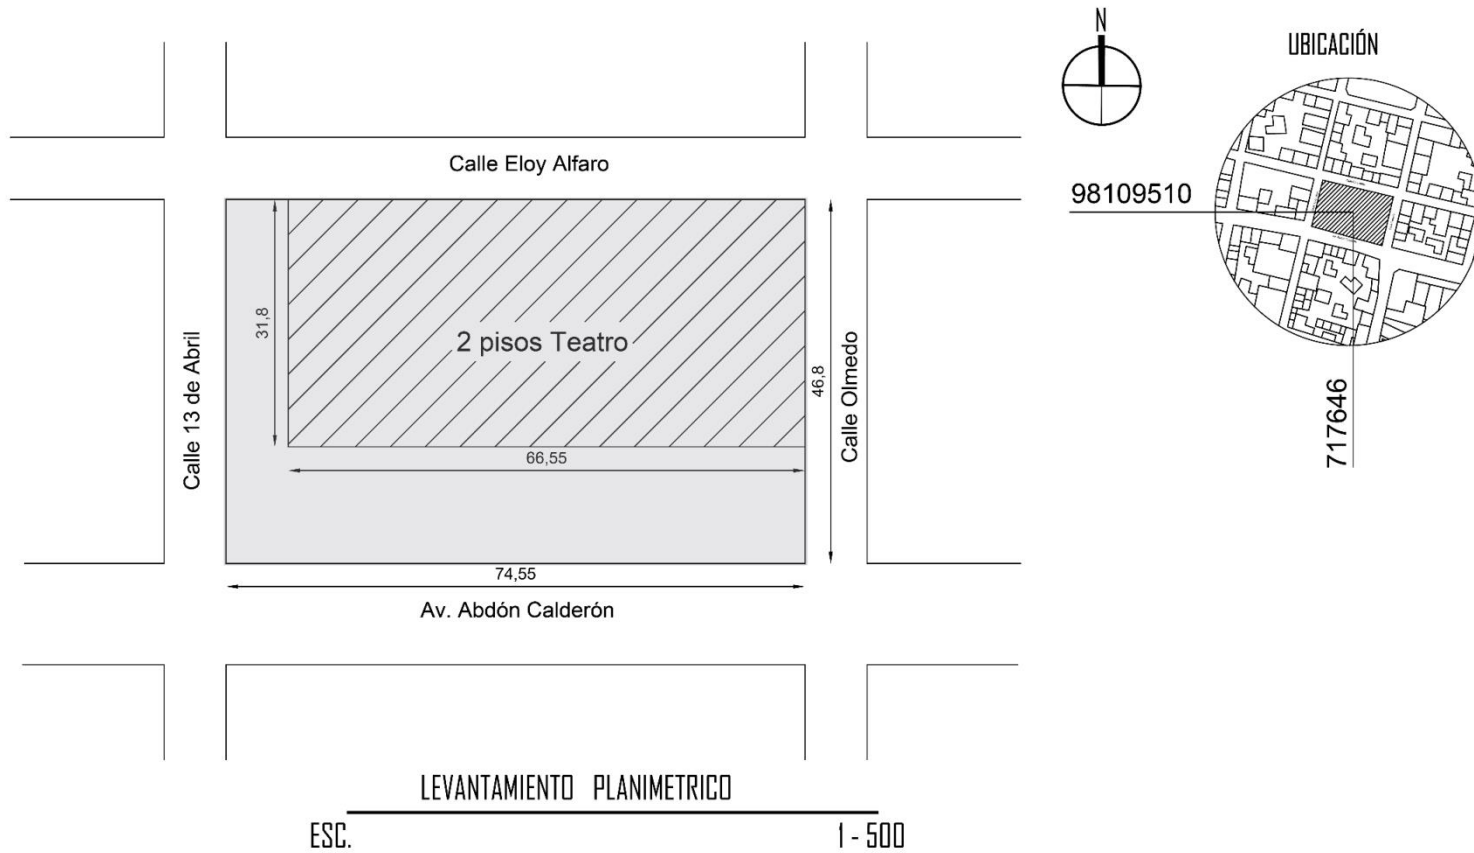 N
UBICACIÓN
Calle Eloy Alfaro
98109510
31,8
2 pisos Teatro
Calle 13 de Abril
46,8
Calle Olmedo
717646
66,55
74,55
Av. Abdón Calderón
LEVANTAMIENTO PLANIMETRICO
ESC. 1 - 500